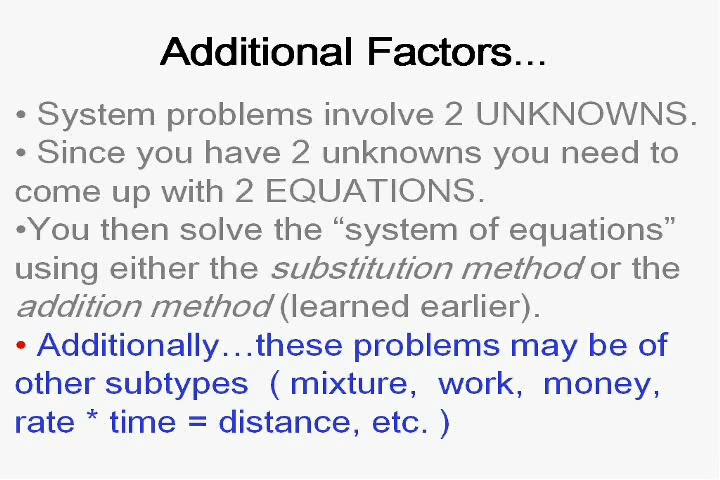 Additional Factors...
• System problems involve 2 UNKNOWNS.
• Since you have 2 unknowns you need to
come up with 2 EQUATIONS.
•You then solve the “system of equations”
using either the substitution method or the
addition method (learned earlier).
• Additionally…these problems may be of
other subtypes ( mixture, work, money,
rate * time = distance, etc. )